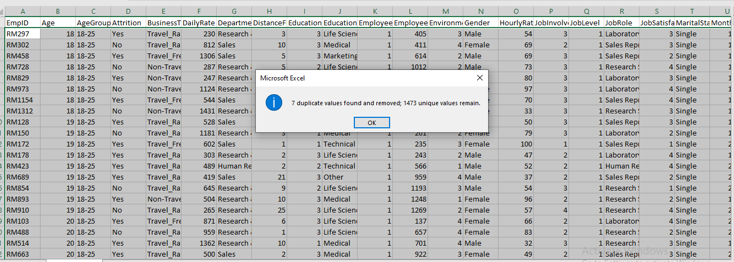 A B C D E F G H I J K L M N O P Q R S T U
EmpID Age AgeGroup Attrition BusinessT DailyRate Departme DistanceF Education Education Employee Employee Environme Gender HourlyRat JobInvolv JobLevel JobRole JobSatisfa MaritalSta Month
RM297 18 18-25 Yes Travel_Ra 230 Research 3 3 Life Scien 1 405 3 Male 54 3 1 Laborator 3 Single
RM302 18 18-25 No Travel_Ra 812 Sales 10 3 Medical 1 411 4 Female 69 2 1 Sales Rep 3 Single
RM458 18 18-25 Yes Travel_Fre 1306 Sales 5 3 Marketing 1 614 2 Male 69 3 1 Sales Rep 2 Single
RM728 18 18-25 No Non-Trave 287 Research 5 2 Life Scien 1 1012 2 Male 73 3 1 Research 4 Single
RM829 18 18-25 Yes Non-Trave 247 Research 80 3 1 Laborator 3 Single
RM973 18 18-25 No Non-Trave 1124 Research 97 3 1 Laborator 4 Single
RM1154 18 18-25 Yes Travel_Fre 544 Sales 70 3 1 Sales Rep 3 Single
RM1312 18 18-25 No Non-Trave 1431 Research 33 3 1 Research 3 Single
RM128 19 18-25 Yes Travel_Ra 528 Sales 50 3 1 Sales Rep 3 Single
RM150 19 18-25 No Travel_Ra 1181 Research 3 1 Medical 1 201 2 Female 79 3 1 Laborator 2 Single
RM172 19 18-25 Yes Travel_Fre 602 Sales 1 1 Technical 1 235 3 Female 100 1 1 Sales Rep 1 Single
RM178 19 18-25 Yes Travel_Ra 303 Research 2 3 Life Scien 1 243 2 Male 47 2 1 Laborator 4 Single
RM423 19 18-25 Yes Travel_Ra 489 Human Re 2 2 Technical 1 566 1 Male 52 2 1 Human Re 4 Single
RM689 19 18-25 Yes Travel_Ra 419 Sales 21 3 Other 1 959 4 Male 37 2 1 Sales Rep 2 Single
RM854 19 18-25 No Travel_Ra 645 Research 9 2 Life Scien 1 1193 3 Male 54 3 1 Research 1 Single
RM893 19 18-25 Yes Non-Trave 504 Research 10 3 Medical 1 1248 1 Female 96 2 1 Research 2 Single
RM910 19 18-25 No Travel_Ra 265 Research 25 3 Life Scien 1 1269 2 Female 57 4 1 Research 4 Single
RM103 20 18-25 Yes Travel_Fre 871 Research 6 3 Life Scien 1 137 4 Female 66 2 1 Laborator 4 Single
RM488 20 18-25 No Travel_Ra 959 Research 1 3 Life Scien 1 657 4 Female 83 2 1 Research 2 Single
RM514 20 18-25 Yes Travel_Ra 1362 Research 10 1 Medical 1 701 4 Male 32 3 1 Research 3 Single
RM663 20 18-25 Yes Travel_Ra 500 Sales 2 3 Medical 1 922 3 Female 49 2 1 Sales Rep 3 Single
Microsoft Excel
7 duplicate values found and removed; 1473 unique values remain.
OK